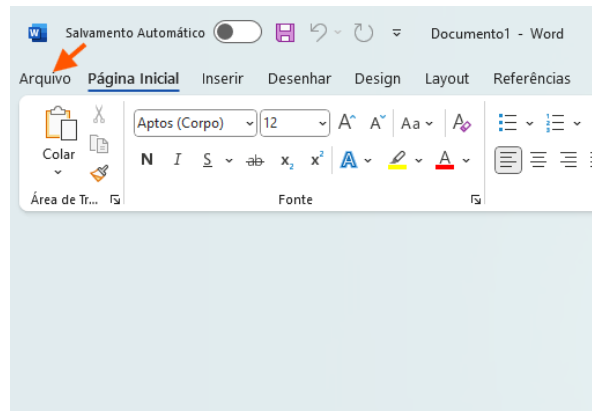 Salvamento Automático Documento1 - Word
Arquivo Página Inicial Inserir Desenhar Design Layout Referências
Aptos (Corpo) 12 A A Aa A
Colar
N I S ab x₂ x² A A
Área de Tr... Fonte